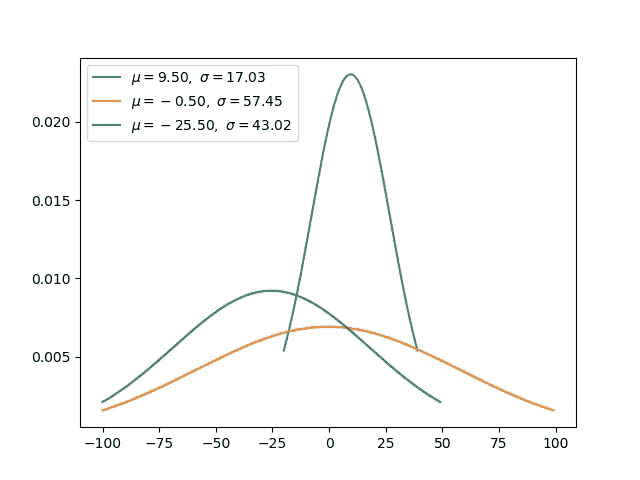 μ = 9.50, σ = 17.03
μ = −0.50, σ = 57.45
μ = −25.50, σ = 43.02
0.020
0.015
0.010
0.005
−100 −75 −50 −25 0 25 50 75 100